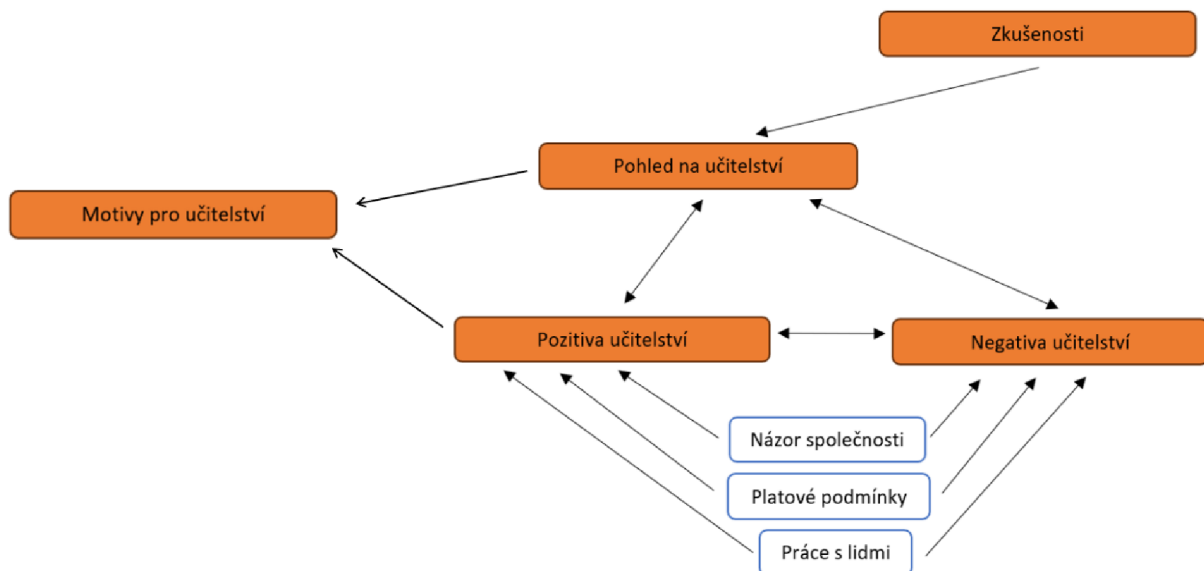 Zkušenosti
Pohled na učitelství
Motivy pro učitelství
Pozitiva učitelství
Negativa učitelství
Názor společnosti
Platové podmínky
Práce s lidmi